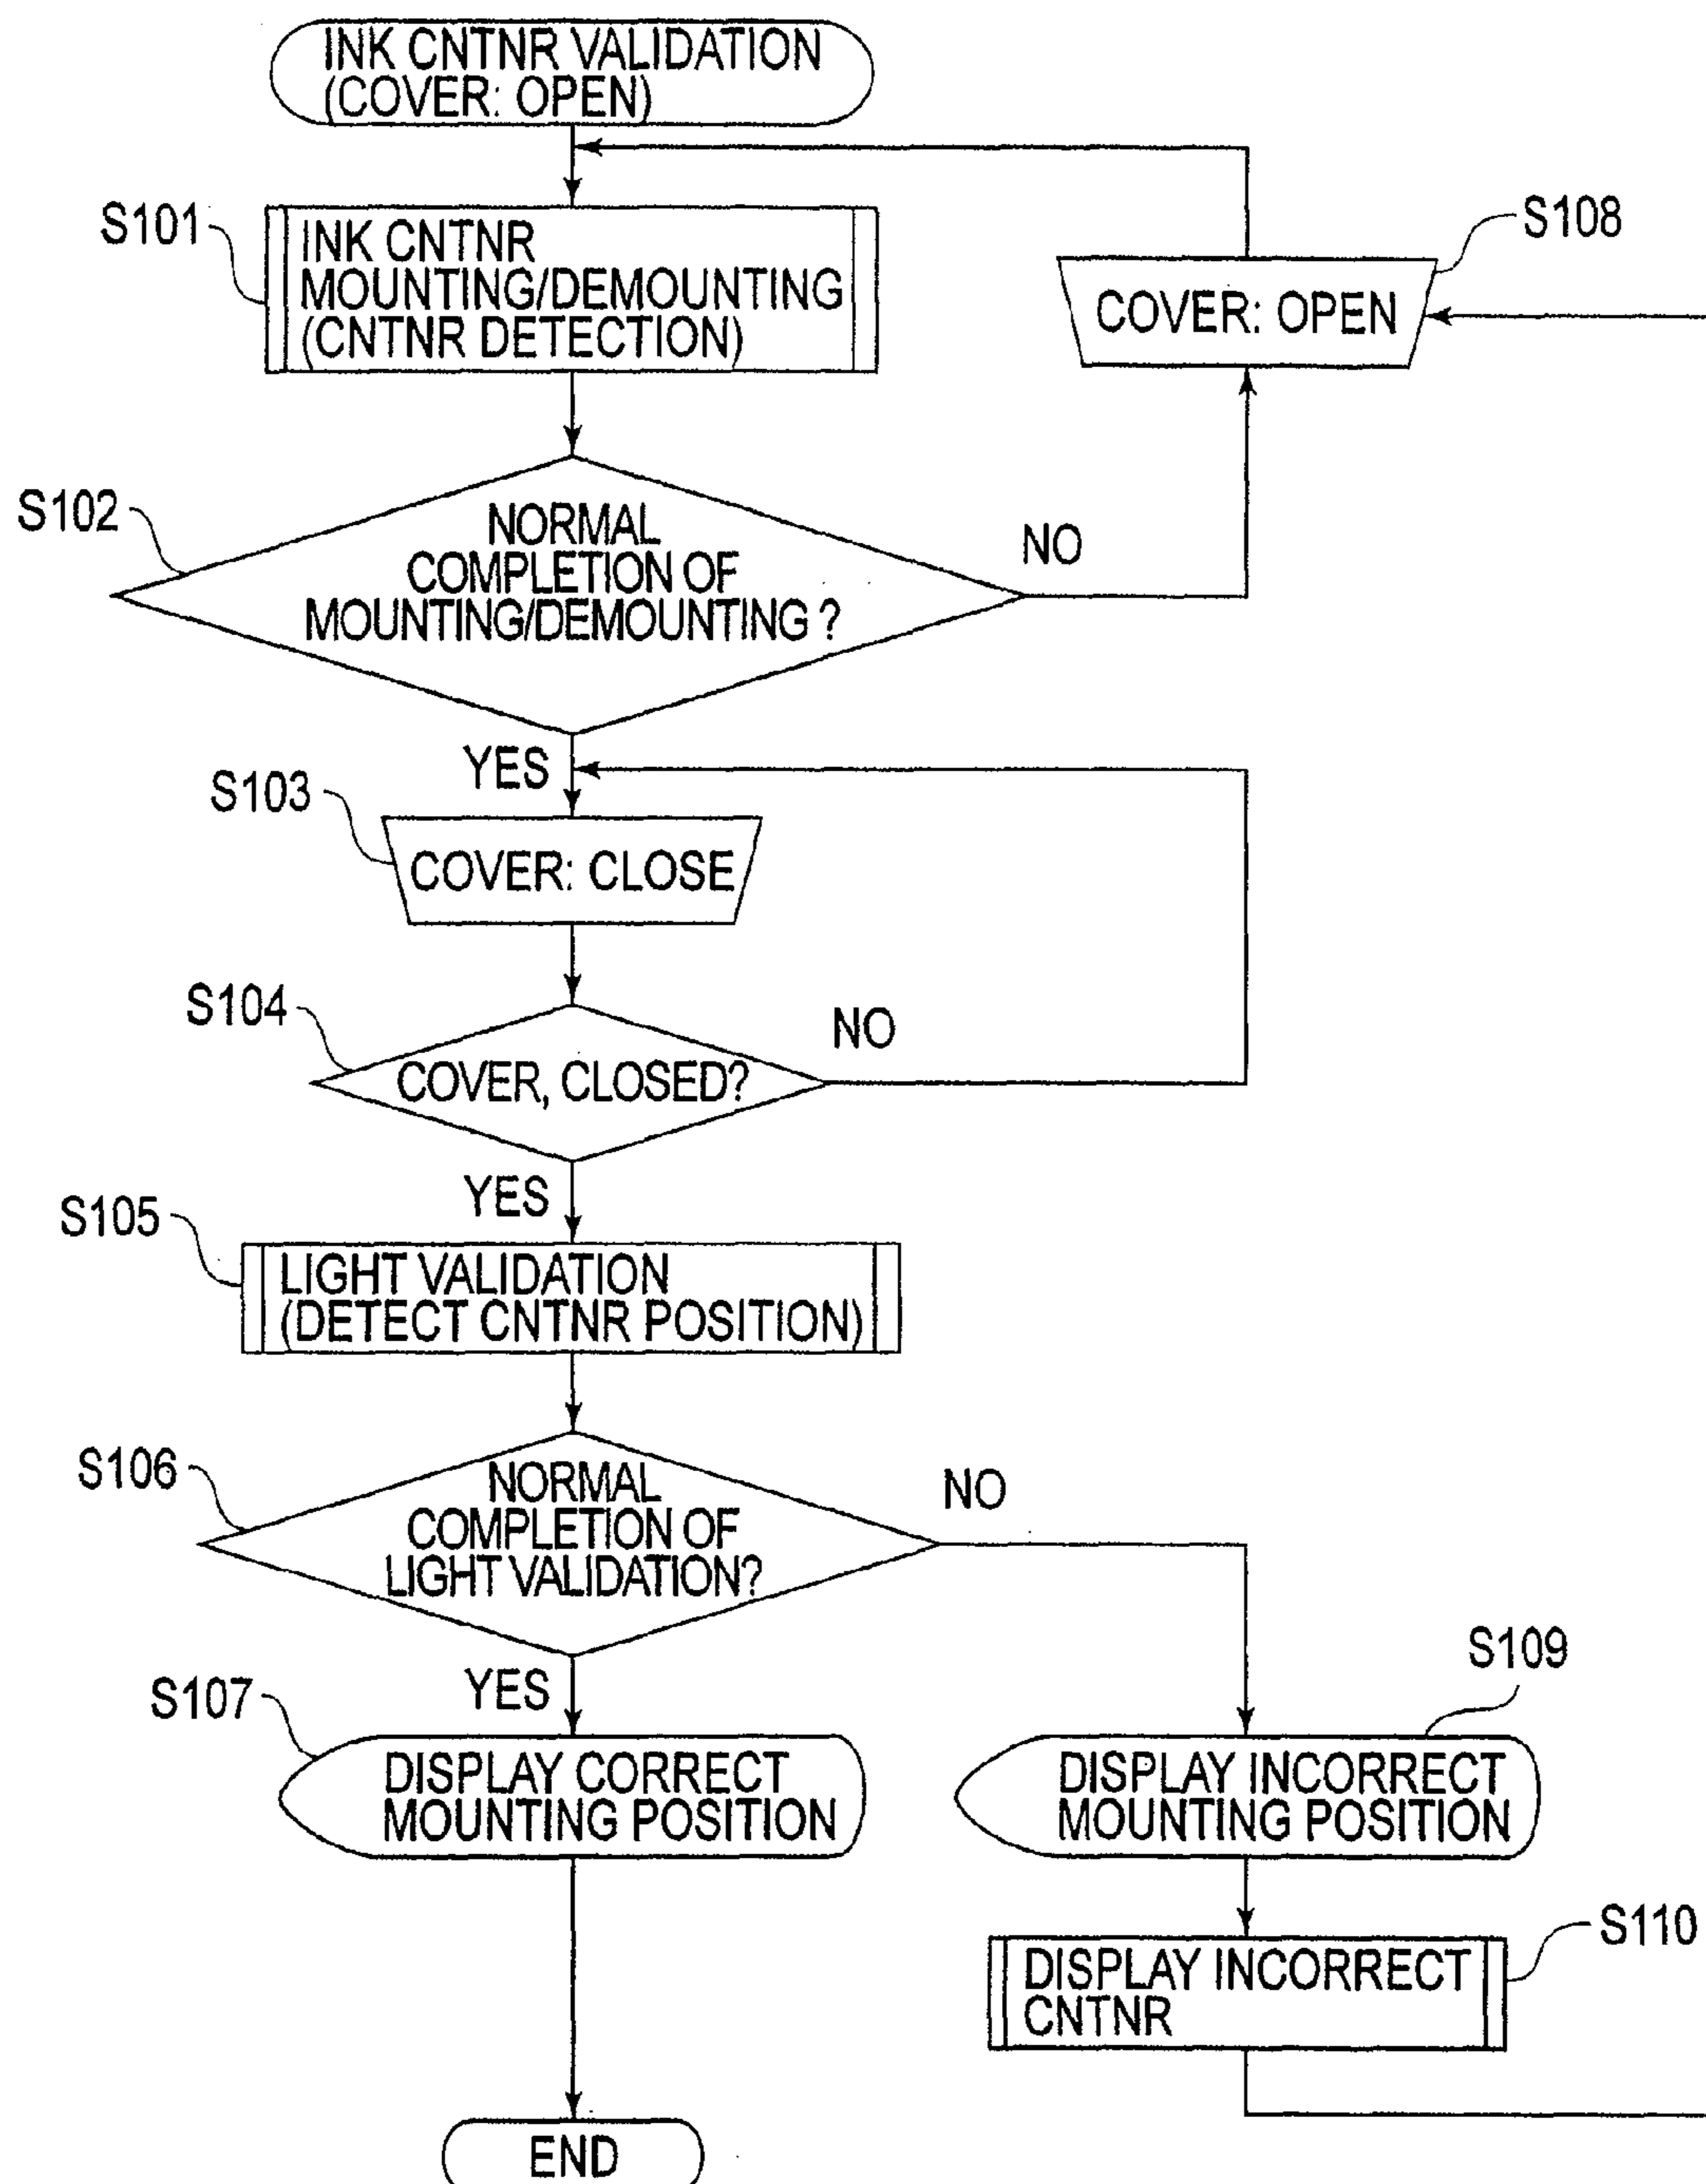 INK CNTNR VALIDATION
(COVER: OPEN)
S101
INK CNTNR
MOUNTING/DEMOUNTING
(CNTNR DETECTION)
S108
COVER: OPEN
S102
NORMAL
COMPLETION OF
MOUNTING/DEMOUNTING ?
NO
YES
S103
COVER: CLOSE
S104
COVER, CLOSED?
NO
YES
S105
LIGHT VALIDATION
(DETECT CNTNR POSITION)
S106
NORMAL
COMPLETION OF
LIGHT VALIDATION?
NO
YES
S107
DISPLAY CORRECT
MOUNTING POSITION
S109
DISPLAY INCORRECT
MOUNTING POSITION
S110
DISPLAY INCORRECT
CNTNR
END